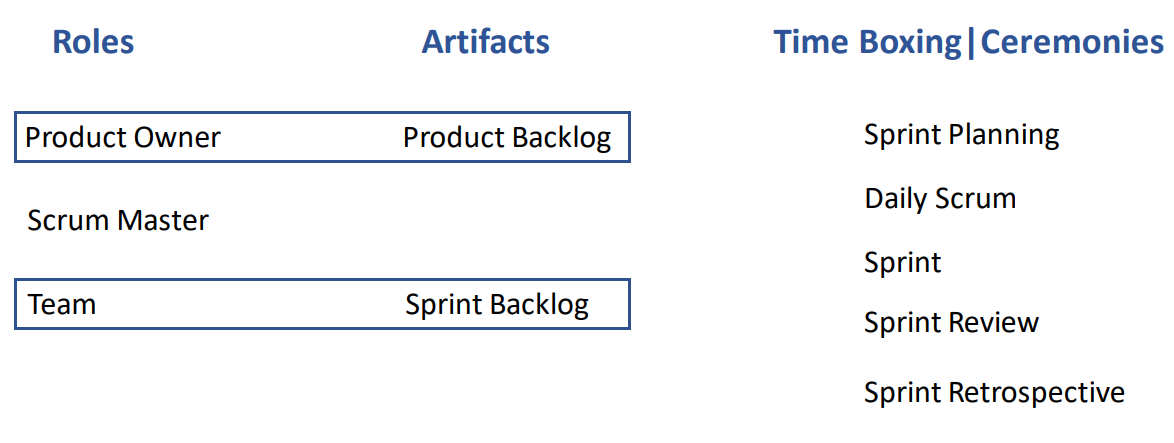 Roles Artifacts Time Boxing|Ceremonies
Product Owner Product Backlog Sprint Planning
Daily Scrum
Scrum Master
Sprint
Team Sprint Backlog
Sprint Review
Sprint Retrospective